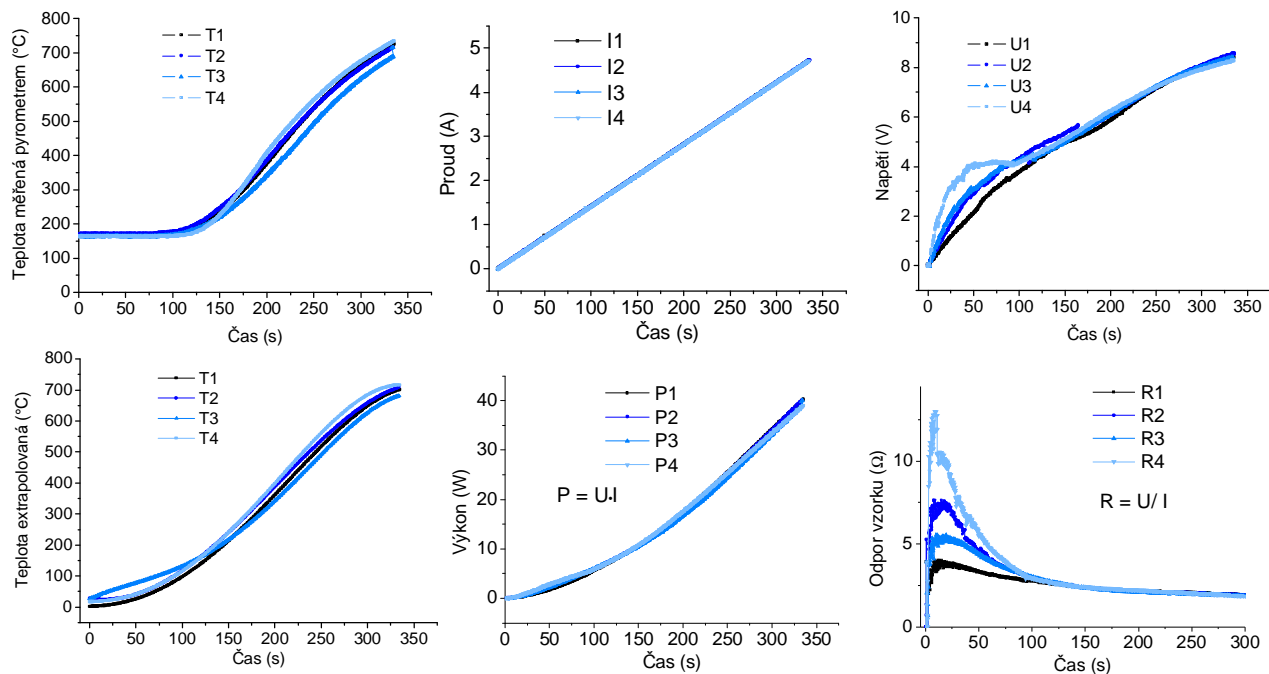 Teplota měřená pyrometrem (°C)
800
700
600
500
400
300
200
100
0
T1
T2
T3
T4
0 50 100 150 200 250 300 350
Čas (s)
Proud (A)
5
4
3
2
1
0
I1
I2
I3
I4
0 50 100 150 200 250 300 350
Čas (s)
Napětí (V)
10
8
6
4
2
0
U1
U2
U3
U4
0 50 100 150 200 250 300 350
Čas (s)
Teplota extrapolovaná (°C)
800
700
600
500
400
300
200
100
0
T1
T2
T3
T4
0 50 100 150 200 250 300 350
Čas (s)
Výkon (W)
40
30
20
10
0
P1
P2
P3
P4
P = U·I
0 50 100 150 200 250 300 350
Čas (s)
Odpor vzorku (Ω)
10
5
0
R1
R2
R3
R4
R = U/ I
0 50 100 150 200 250 300
Čas (s)